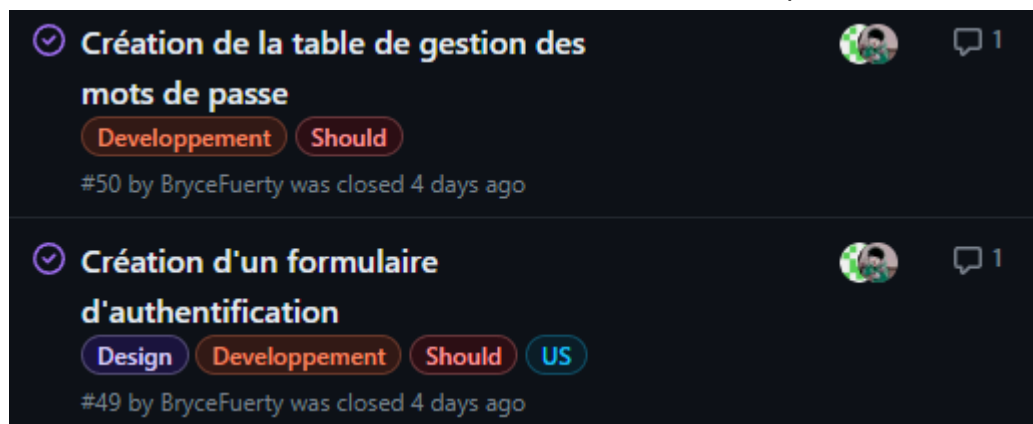 Création de la table de gestion des
mots de passe
Developpement Should
#50 by BryceFuerty was closed 4 days ago
1
Création d'un formulaire
d'authentification
Design Developpement Should US
#49 by BryceFuerty was closed 4 days ago
1